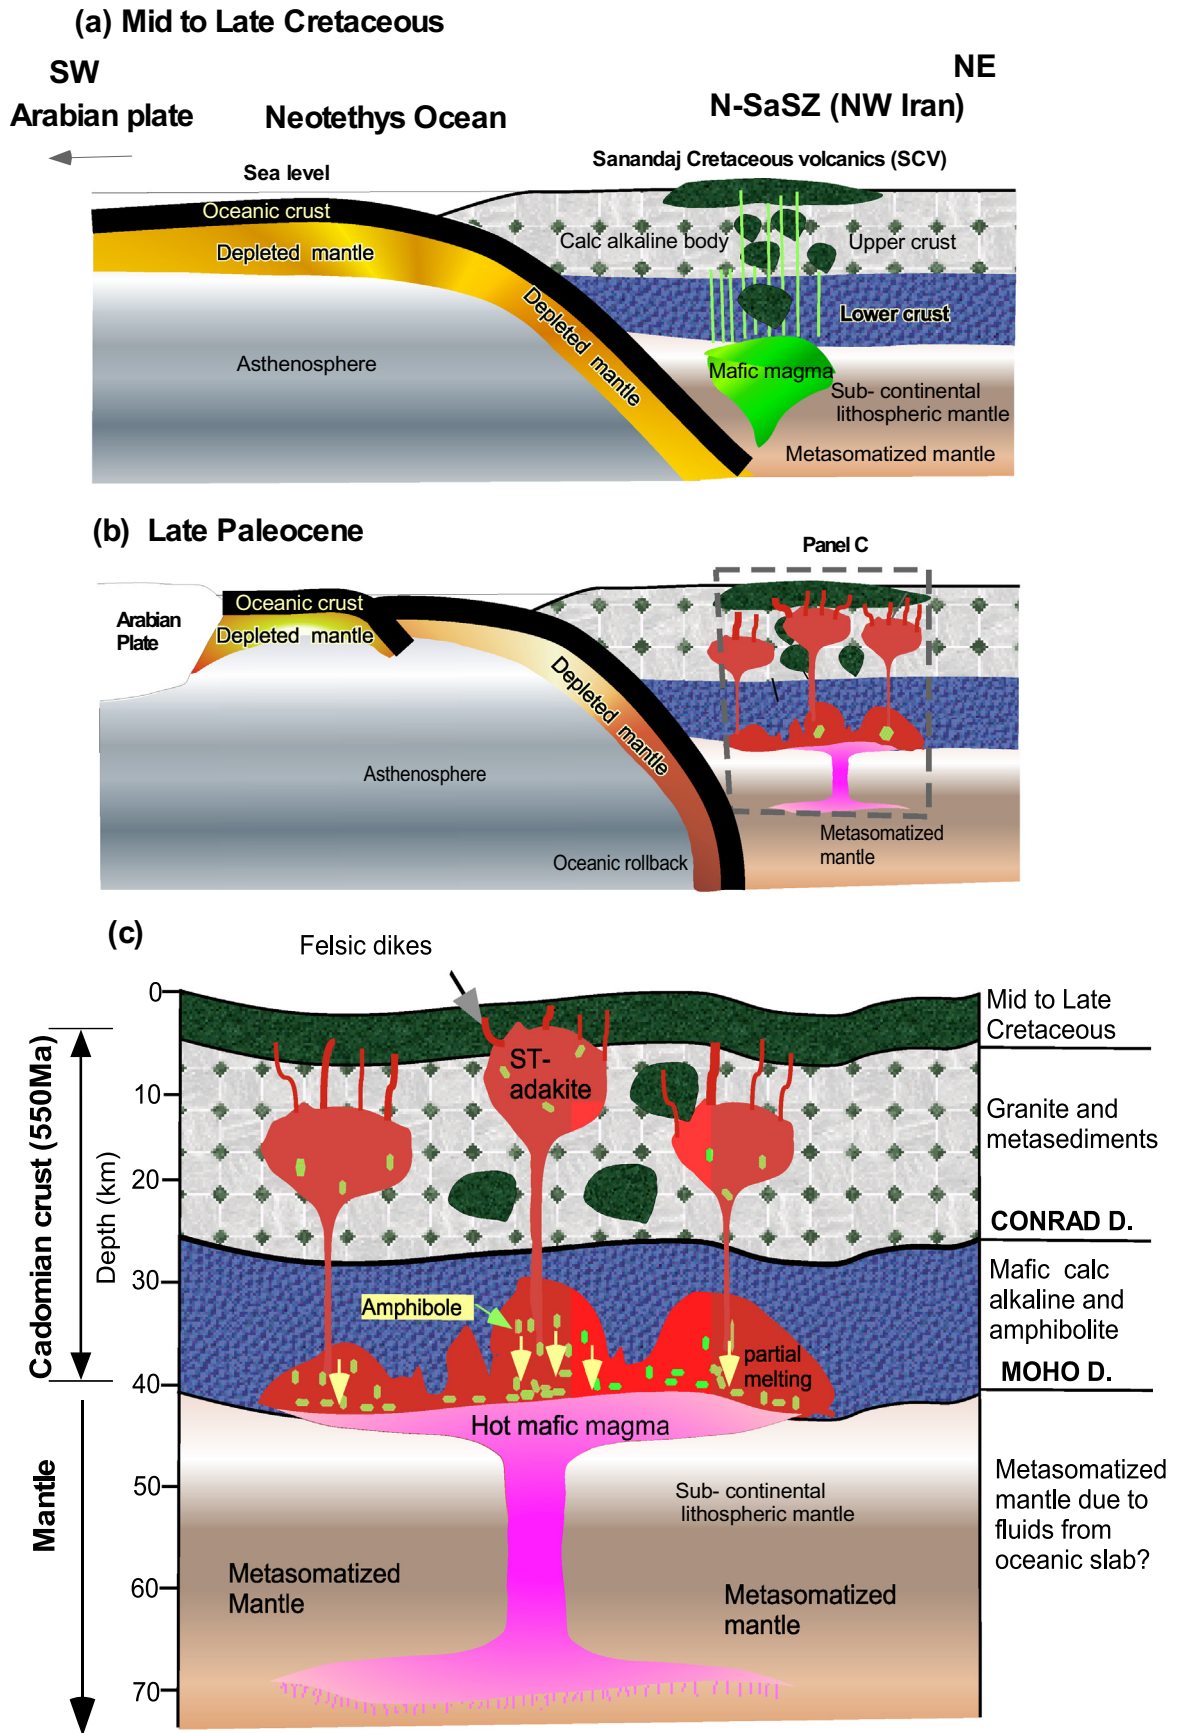 (a) Mid to Late Cretaceous
SW
NE
Arabian plate
Neotethys Ocean
N-SaSZ (NW Iran)
Sanandaj Cretaceous volcanics (SCV)
Sea level
Oceanic crust
Depleted mantle
Calc alkaline body
Upper crust
Depleted mantle
Lower crust
Asthenosphere
Mafic magma
Sub- continental
lithospheric mantle
Metasomatized mantle
(b) Late Paleocene
Panel C
Arabian
Plate
Oceanic crust
Depleted mantle
Depleted mantle
Asthenosphere
Oceanic rollback
Metasomatized
mantle
(c)
Felsic dikes
0
10
20
30
40
50
60
70
Depth (km)
Cadomian crust (550Ma)
Mantle
ST-
adakite
Amphibole
partial
melting
Hot mafic magma
Sub- continental
lithospheric mantle
Metasomatized
Mantle
Metasomatized
mantle
Mid to Late
Cretaceous
Granite and
metasediments
CONRAD D.
Mafic calc
alkaline and
amphibolite
MOHO D.
Metasomatized
mantle due to
fluids from
oceanic slab?